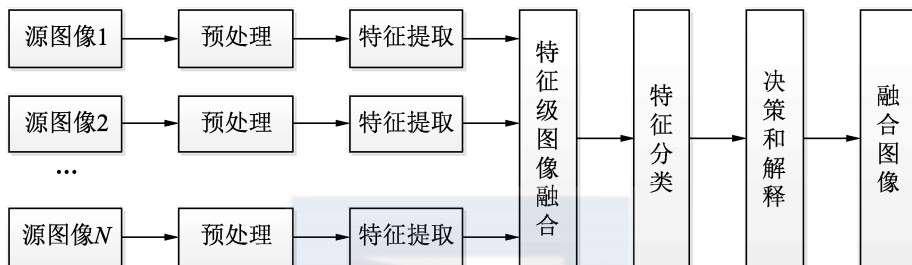 源图像1 预处理 特征提取
源图像2 预处理 特征提取
...
源图像N 预处理 特征提取
特征级图像融合
特征分类
决策和解释
融合图像